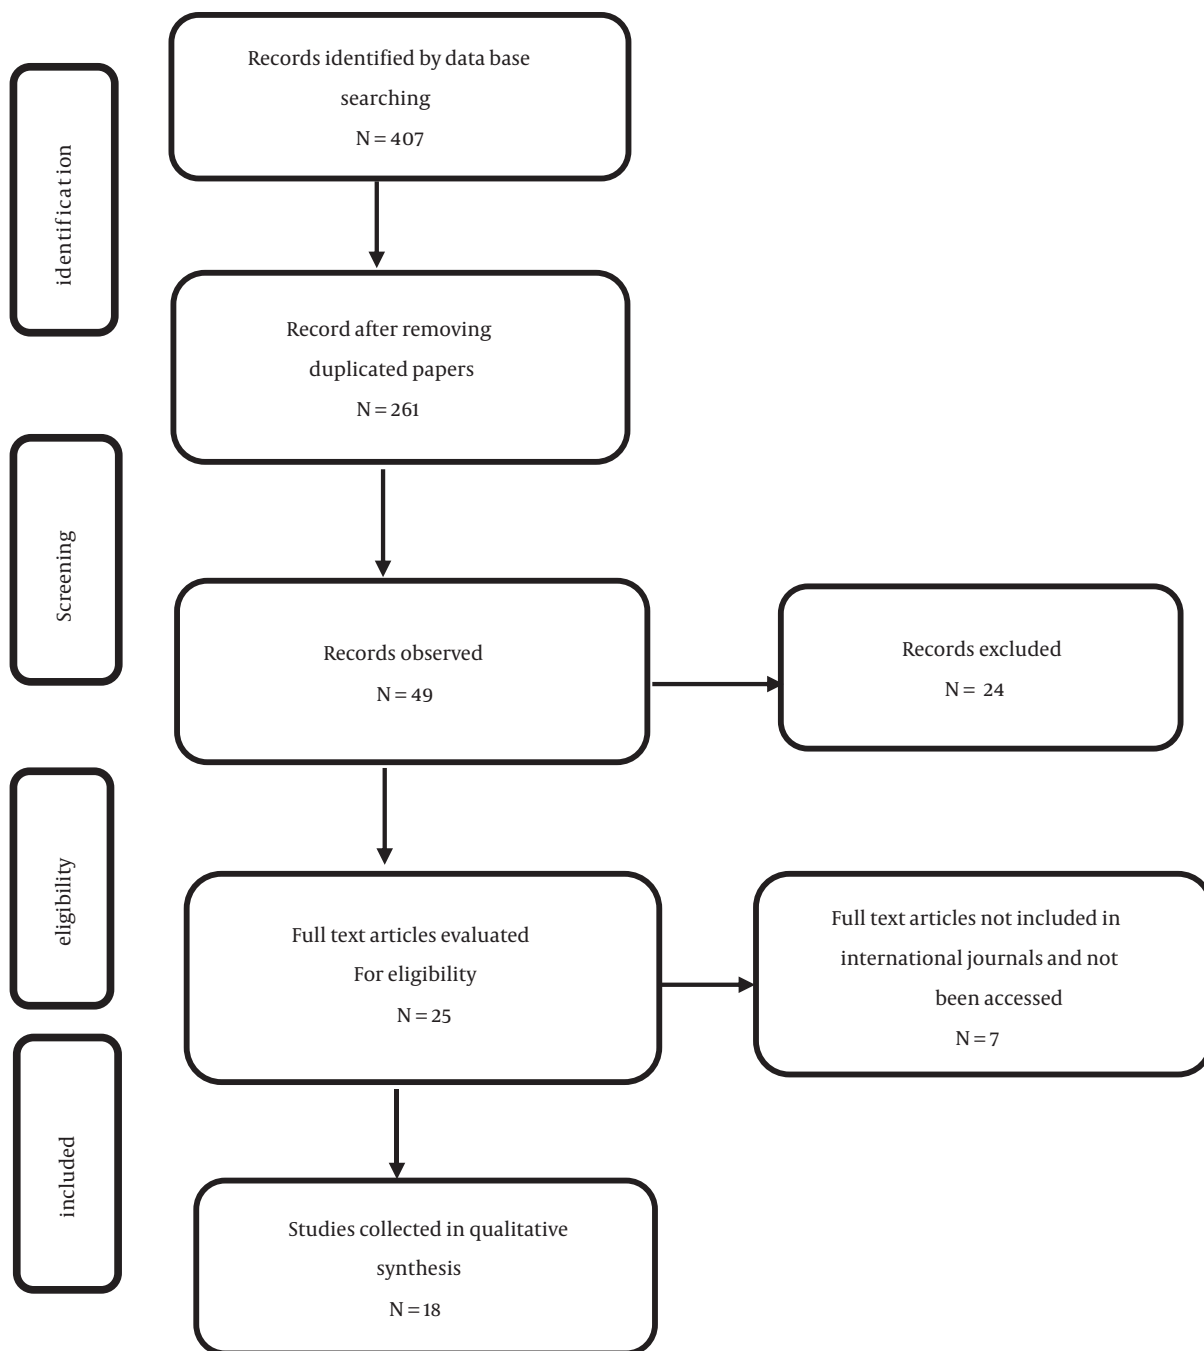 identification
Records identified by data base
searching
N = 407
Record after removing
duplicated papers
N = 261
Screening
Records observed
N = 49
Records excluded
N = 24
eligibility
Full text articles evaluated
For eligibility
N = 25
Full text articles not included in
international journals and not
been accessed
N = 7
included
Studies collected in qualitative
synthesis
N = 18